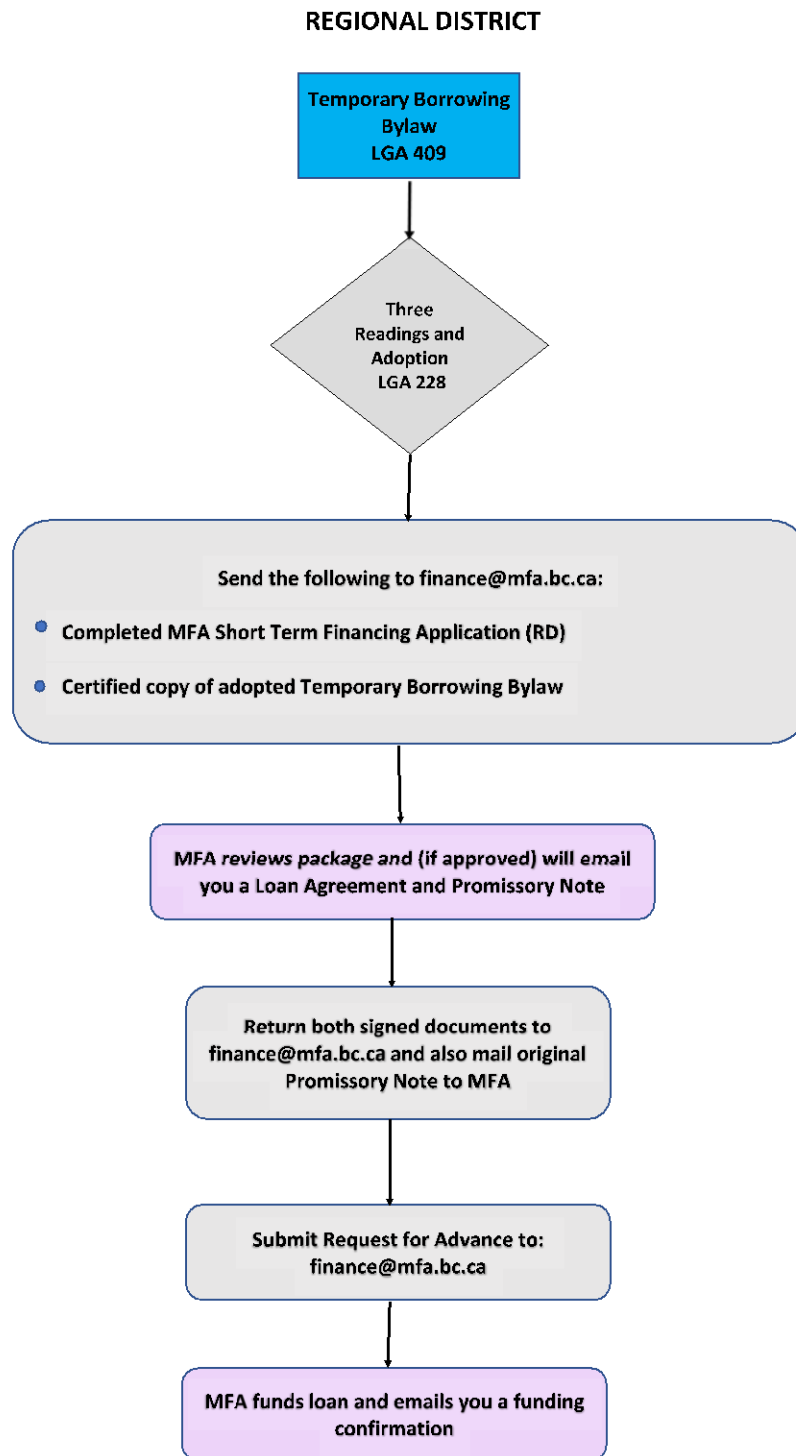 REGIONAL DISTRICT
Temporary Borrowing
Bylaw
LGA 409
Three
Readings and
Adoption
LGA 228
Send the following to finance@mfa.bc.ca:
Completed MFA Short Term Financing Application (RD)
Certified copy of adopted Temporary Borrowing Bylaw
MFA reviews package and (if approved) will email
you a Loan Agreement and Promissory Note
Return both signed documents to
finance@mfa.bc.ca and also mail original
Promissory Note to MFA
Submit Request for Advance to:
finance@mfa.bc.ca
MFA funds loan and emails you a funding
confirmation